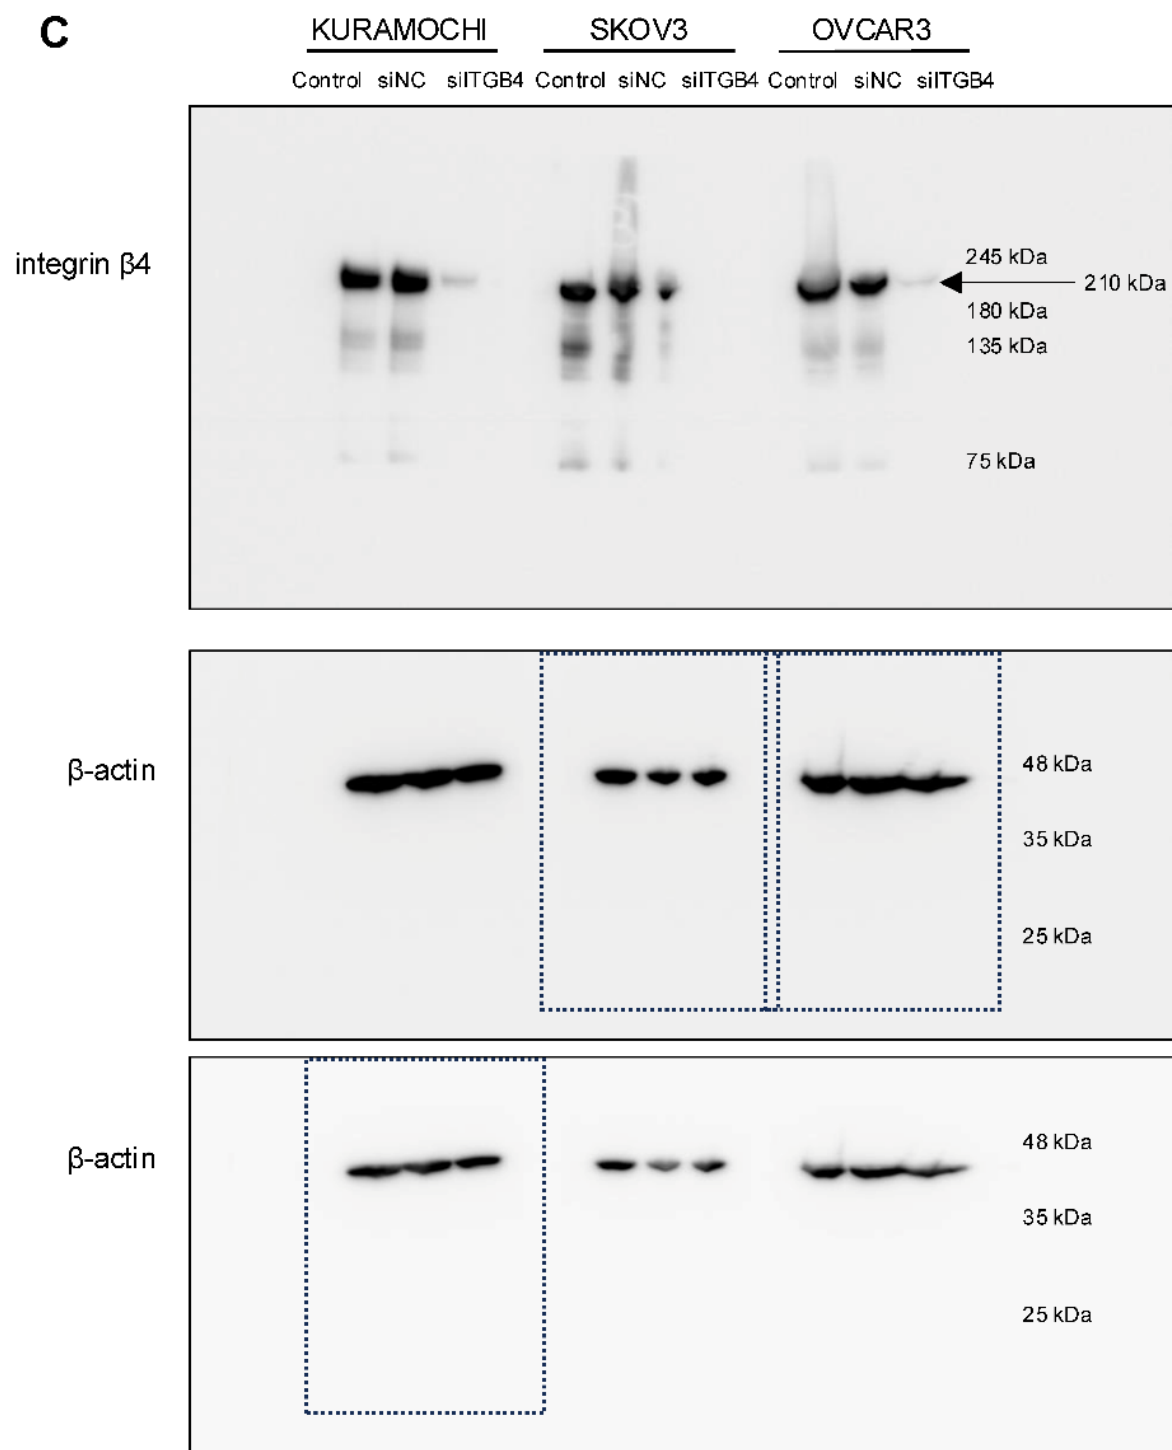 C
KURAMOCHI SKOV3 OVCAR3
Control siNC siITGB4 Control siNC siITGB4 Control siNC siITGB4
integrin β4
245 kDa
210 kDa
180 kDa
135 kDa
75 kDa
β-actin
48 kDa
35 kDa
25 kDa
β-actin
48 kDa
35 kDa
25 kDa